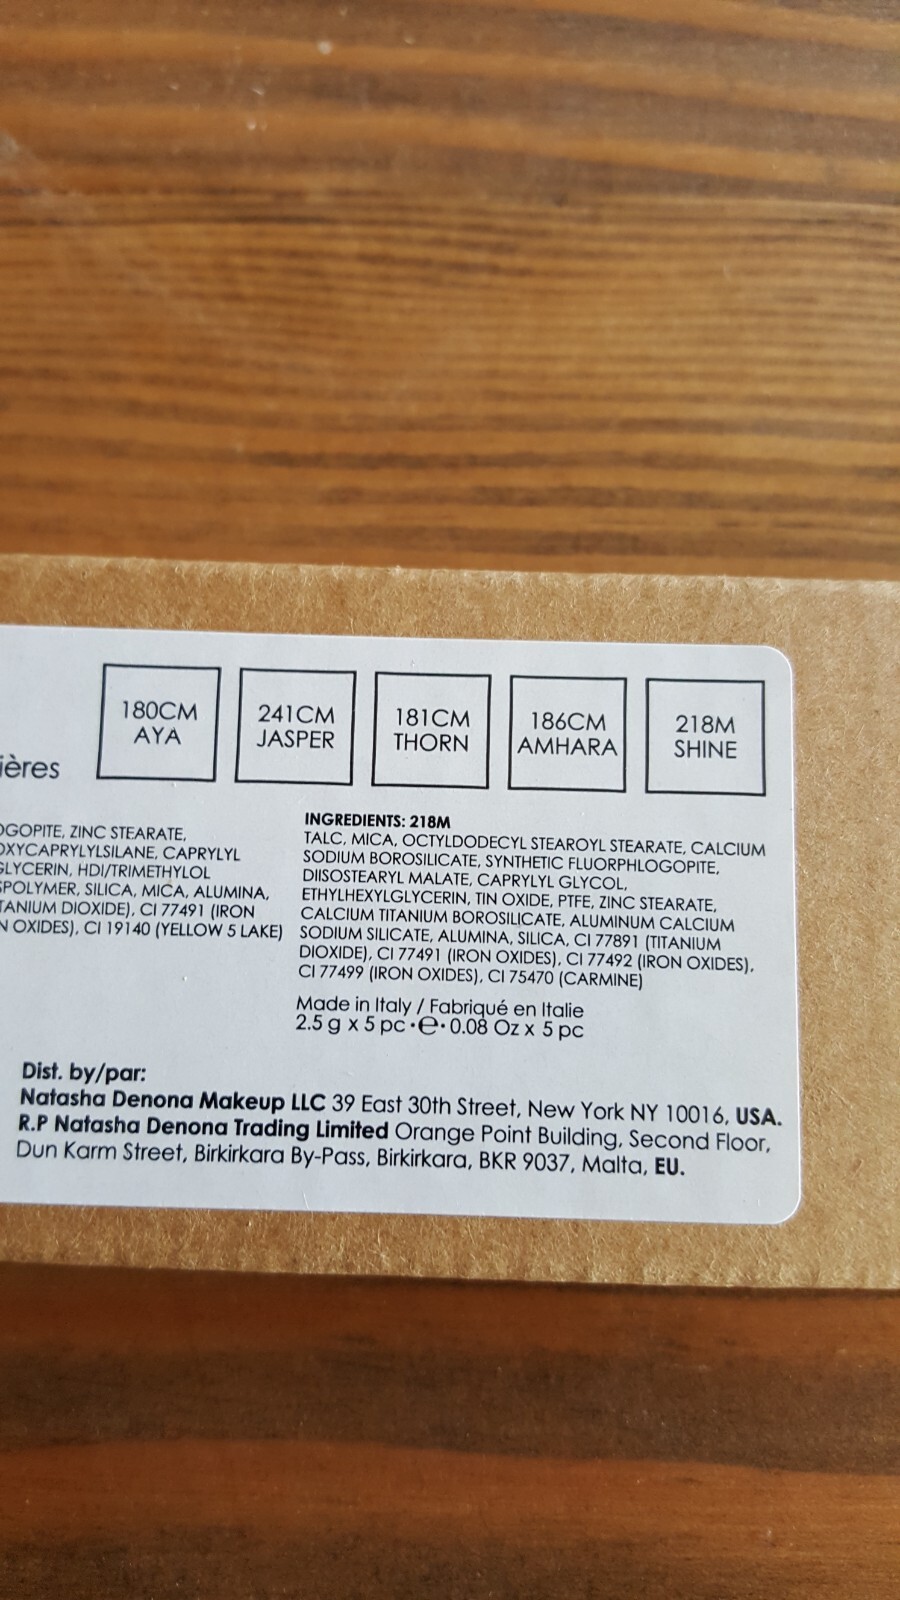 180CM
AYA
241CM
JASPER
181CM
THORN
186CM
AMHARA
218M
SHINE
ières
OGOPITE, ZINC STEARATE,
OXYCAPRYLYLSILANE, CAPRYLYL
GLYCERIN, HDI/TRIMETHYLOL
SPOLYMER, SILICA, MICA, ALUMINA,
TANIUM DIOXIDE), CI 77491 (IRON
N OXIDES), CI 19140 (YELLOW 5 LAKE)
INGREDIENTS: 218M
TALC, MICA, OCTYLDODECYL STEAROYL STEARATE, CALCIUM
SODIUM BOROSILICATE, SYNTHETIC FLUORPHLOGOPITE,
DIISOSTEARYL MALATE, CAPRYLYL GLYCOL,
ETHYLHEXYLGLYCERIN, TIN OXIDE, PTFE, ZINC STEARATE,
CALCIUM TITANIUM BOROSILICATE, ALUMINUM CALCIUM
SODIUM SILICATE, ALUMINA, SILICA, CI 77891 (TITANIUM
DIOXIDE), CI 77491 (IRON OXIDES), CI 77492 (IRON OXIDES),
CI 77499 (IRON OXIDES), CI 75470 (CARMINE)
Made in Italy / Fabriqué en Italie
2.5 g x 5 pc · ℮ · 0.08 Oz x 5 pc
Dist. by/par:
Natasha Denona Makeup LLC 39 East 30th Street, New York NY 10016, USA.
R.P Natasha Denona Trading Limited Orange Point Building, Second Floor,
Dun Karm Street, Birkirkara By-Pass, Birkirkara, BKR 9037, Malta, EU.